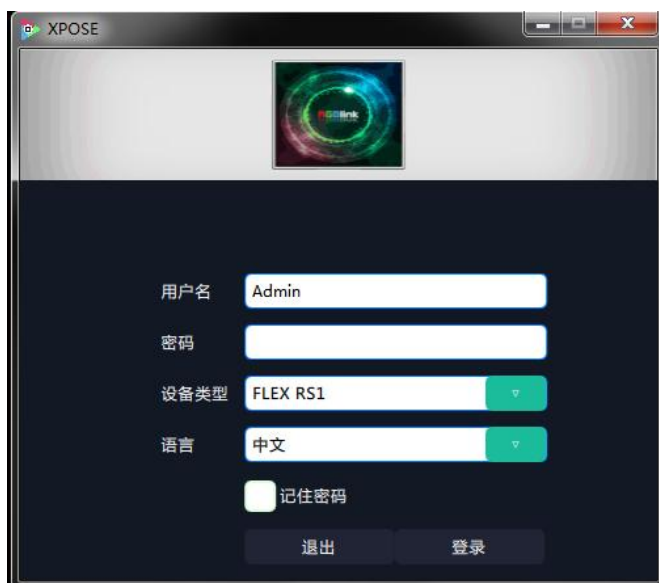 XPOSE
RGBlink
用户名 Admin
密码
设备类型 FLEX RS1
语言 中文
记住密码
退出 登录